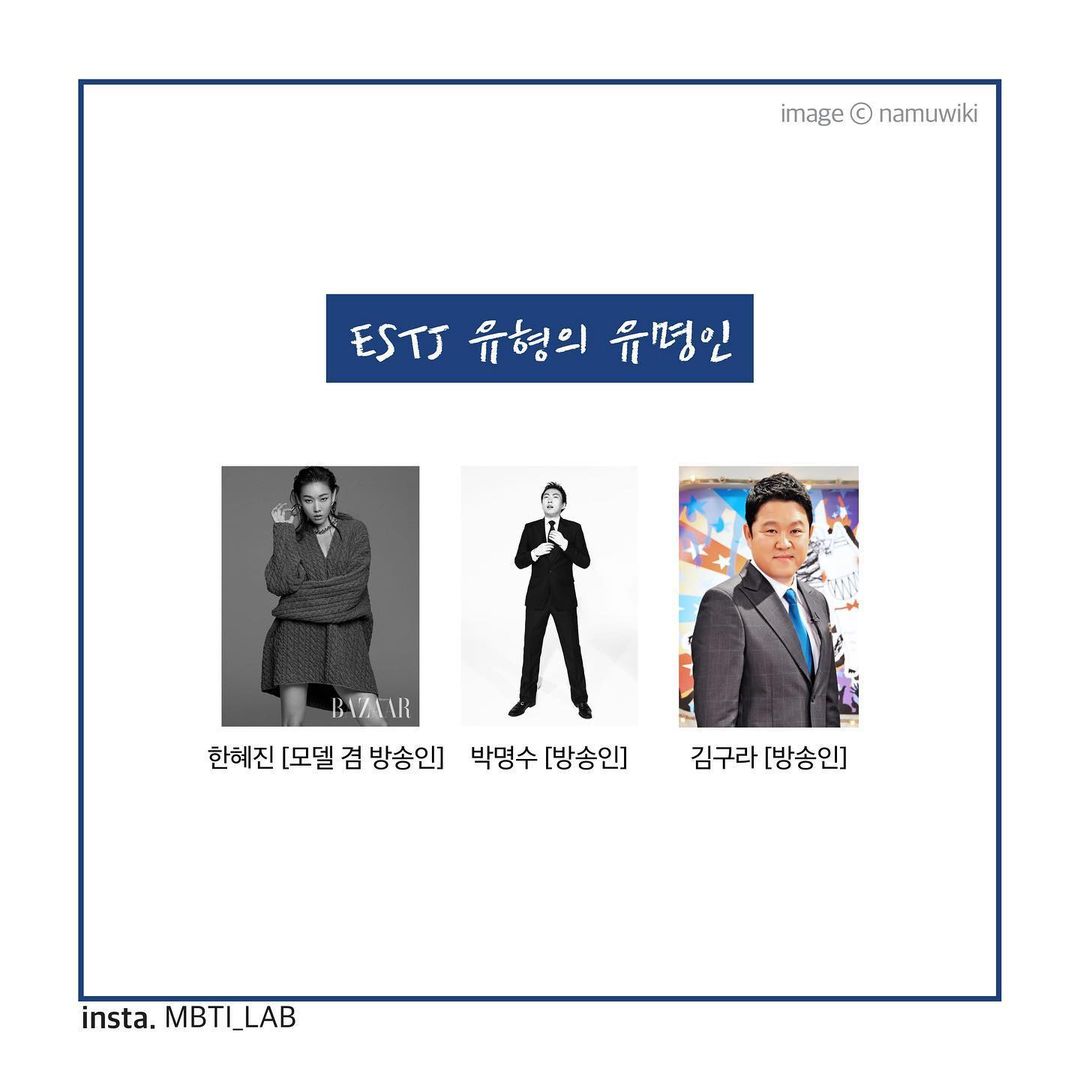 image ⓒ namuwiki
ESTJ 유형의 유명인
BAZAAR
한혜진 [모델 겸 방송인]
박명수 [방송인]
김구라 [방송인]
insta. MBTI_LAB